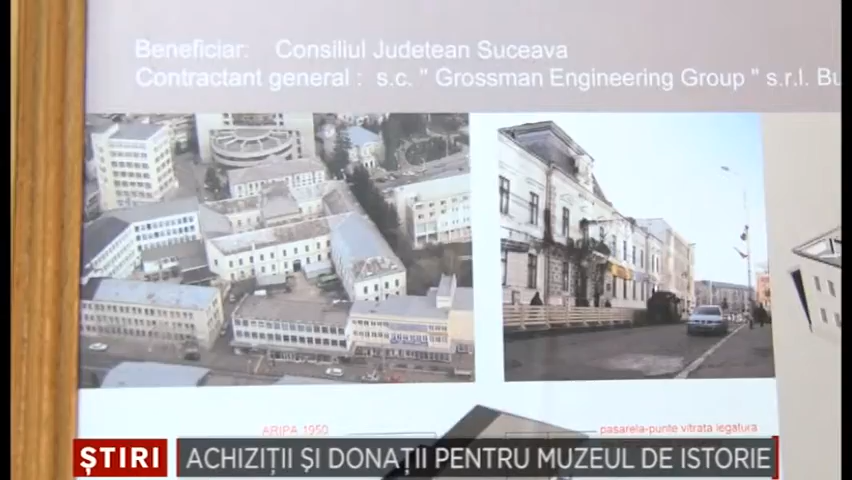 Beneficiar: Consiliul Judetean Suceava
Contractant general : s.c. " Grossman Engineering Group " s.r.l.
ARIPA 1950
pasarela-punte vitrata legatura
ȘTIRI
ACHIZIȚII ȘI DONAȚII PENTRU MUZEUL DE ISTORIE